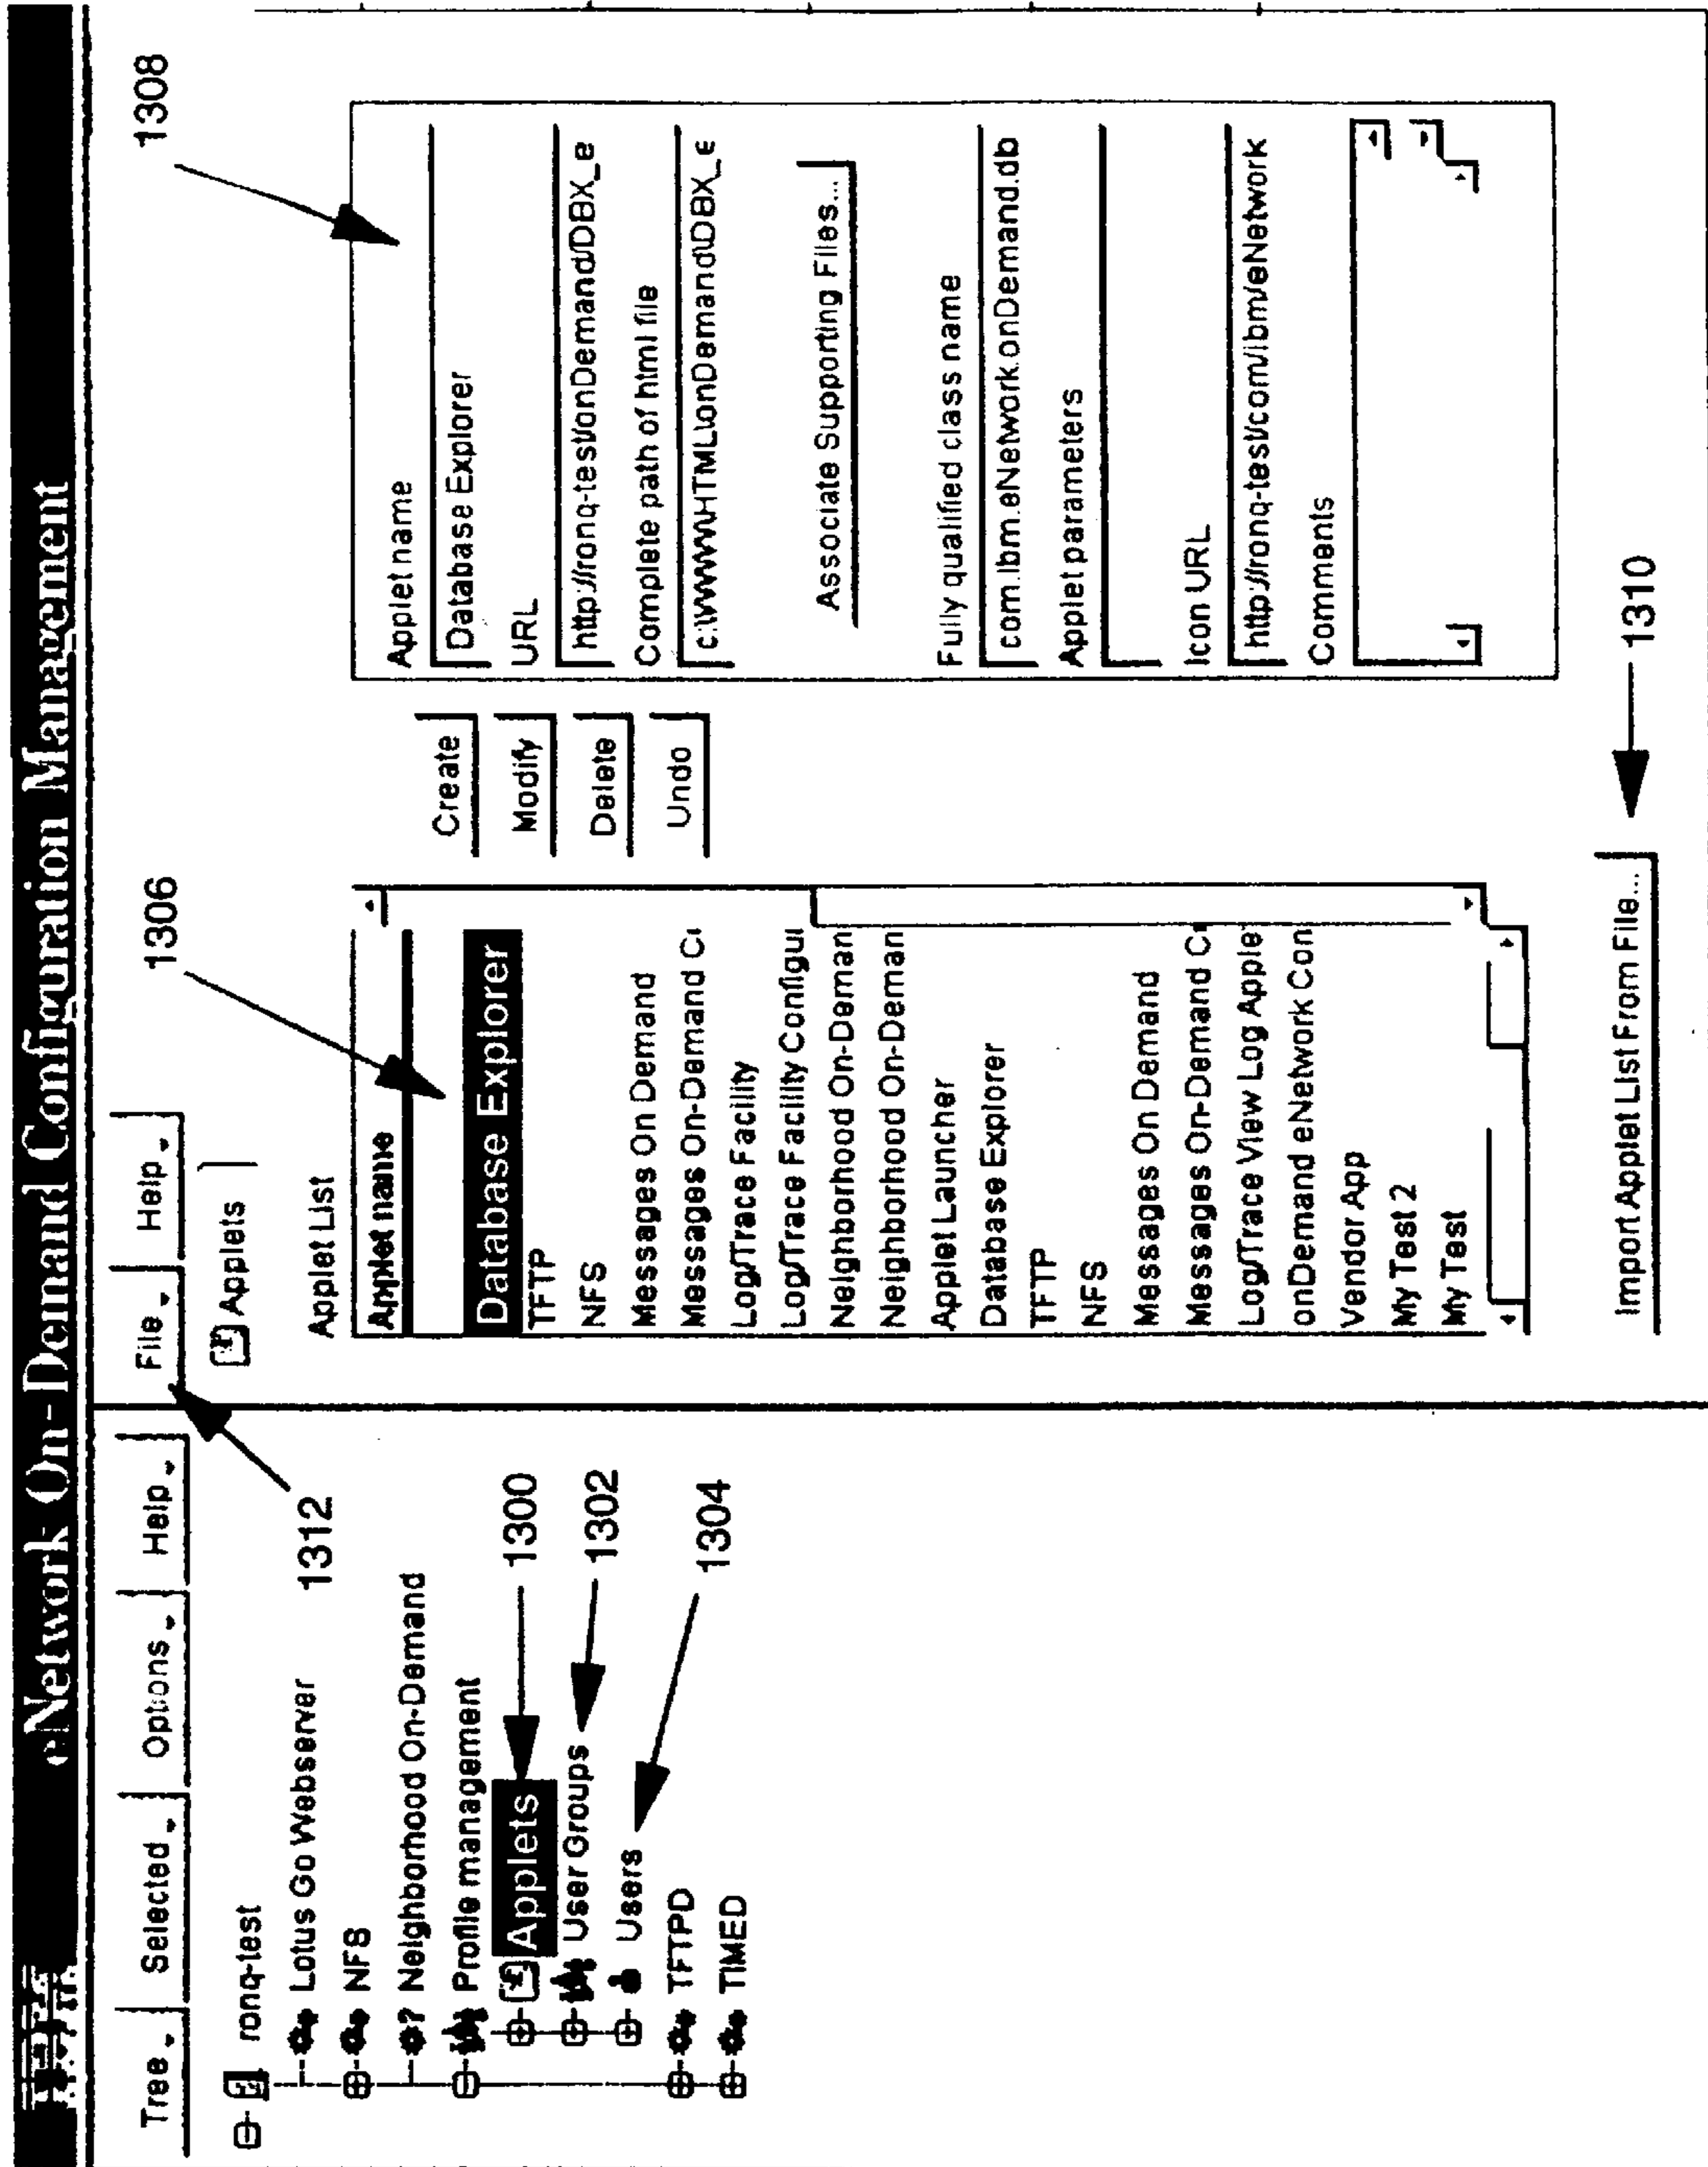 eNetwork On-Demand Configuration Management
Tree
Selected
Options
Help
File
Help
ronq-test
Lotus Go Webserver
NFS
Neighborhood On-Demand
Profile management
Applets
User Groups
Users
TFTPD
TIMED
1312
1300
1302
1304
Applets
1306
Applet List
Applet name
Database Explorer
TFTP
NFS
Messages On Demand
Messages On-Demand
Log/Trace Facility
Log/Trace Facility Configu
Neighborhood On-Deman
Neighborhood On-Deman
Applet Launcher
Database Explorer
TFTP
NFS
Messages On Demand
Messages On-Demand
Log/Trace View Log Apple
onDemand eNetwork Con
Vendor App
My Test 2
My Test
Import Applet List From File...
1310
Create
Modify
Delete
Undo
1308
Applet name
Database Explorer
URL
http://ronq-test/onDemand/DBX_e
Complete path of html file
c:\WWW\HTML\onDemand\DBX_e
Associate Supporting Files...
Fully qualified class name
com.ibm.eNetwork.onDemand.db
Applet parameters
Icon URL
http://ronq-test/com/ibm/eNetwork
Comments